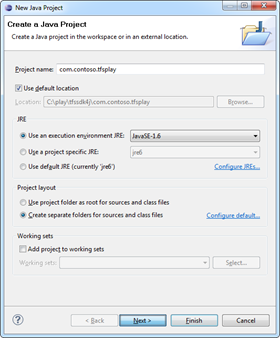 New Java Project
Create a Java Project
Create a Java project in the workspace or in an external location.
Project name: com.contoso.tfsplay
Use default location
Location: C:\play\tfssdk4j\com.contoso.tfsplay Browse...
JRE
Use an execution environment JRE: JavaSE-1.6
Use a project specific JRE: jre6
Use default JRE (currently 'jre6') Configure JREs...
Project layout
Use project folder as root for sources and class files
Create separate folders for sources and class files Configure default...
Working sets
Add project to working sets
Working sets: Select...
? < Back Next > Finish Cancel